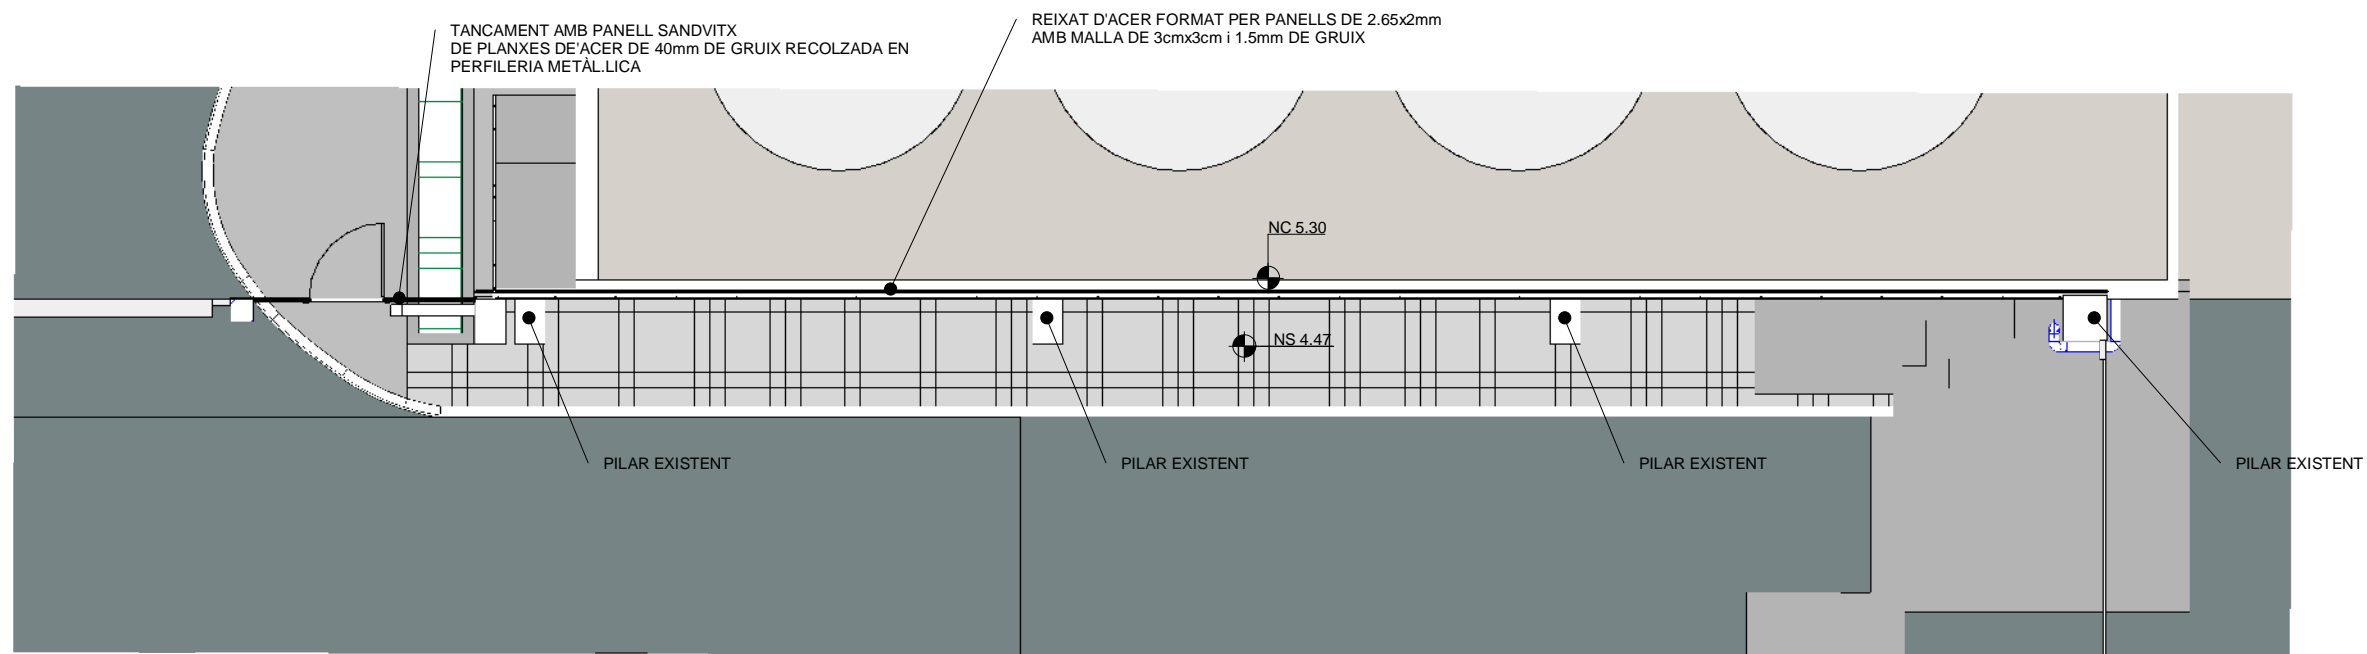 TANCAMENT AMB PANELL SANDVITX
DE PLANXES DE'ACER DE 40mm DE GRUIX RECOLZADA EN
PERFILERIA METÀL.LICA
REIXAT D'ACER FORMAT PER PANELLS DE 2.65x2mm
AMB MALLA DE 3cmx3cm i 1.5mm DE GRUIX
NC 5.30
NS 4.47
PILAR EXISTENT
PILAR EXISTENT
PILAR EXISTENT
PILAR EXISTENT